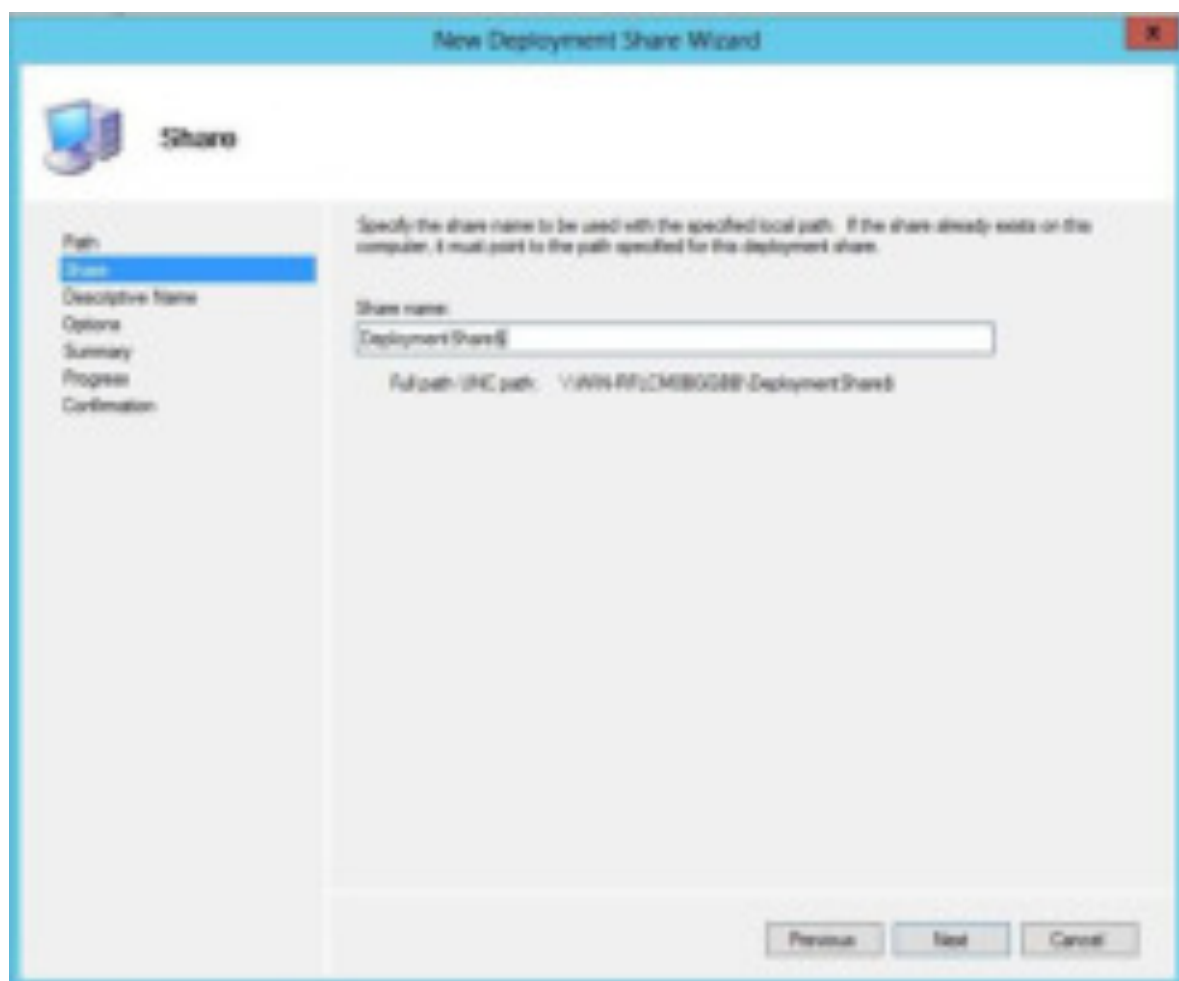 New Deployment Share Wizard
x
Share
Path
Share
Descriptive Name
Options
Summary
Progress
Confirmation
Specify the share name to be used with the specified local path. If the share already exists on this
computer, it must point to the path specified for this deployment share.
Share name:
DeploymentShare$
Full path UNC path: DeploymentShare$
Previous
Next
Cancel